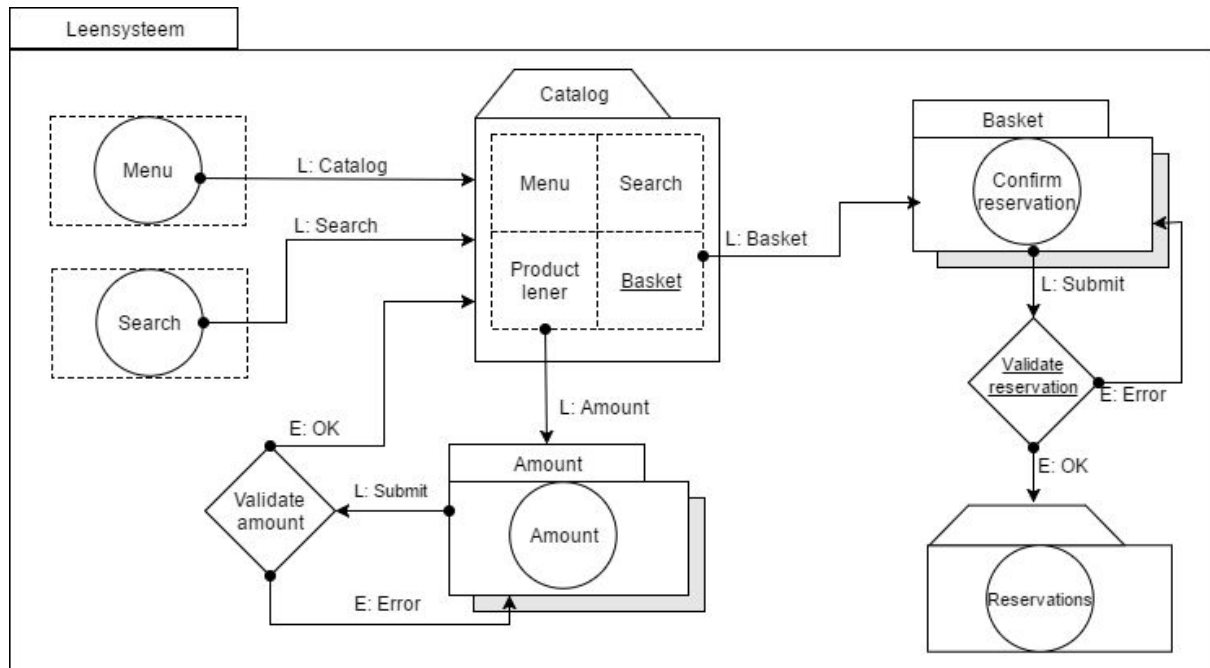 Leensysteem
Catalog
Menu
L: Catalog
Menu
Search
Basket
Confirm
reservation
L: Search
L: Basket
Search
Product
lener
Basket
L: Submit
Validate
reservation
E: Error
L: Amount
E: OK
E: OK
Amount
Validate
amount
L: Submit
Amount
E: Error
Reservations